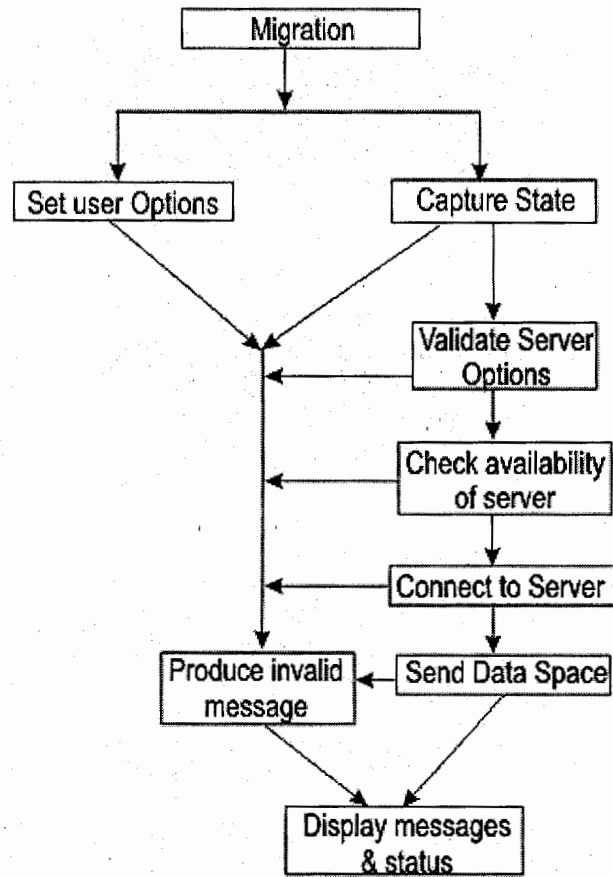 Migration
Set user Options
Capture State
Validate Server
Options
Check availability
of server
Connect to Server
Produce invalid
message
Send Data Space
Display messages
& status